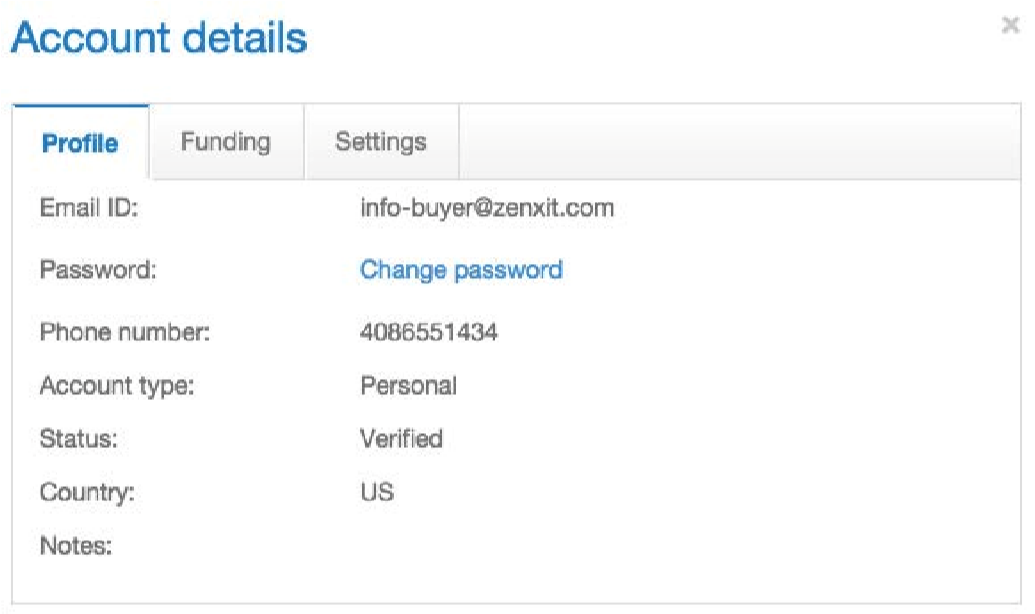 Account details
×
Profile Funding Settings
Email ID: info-buyer@zenxit.com
Password: Change password
Phone number: 4086551434
Account type: Personal
Status: Verified
Country: US
Notes: